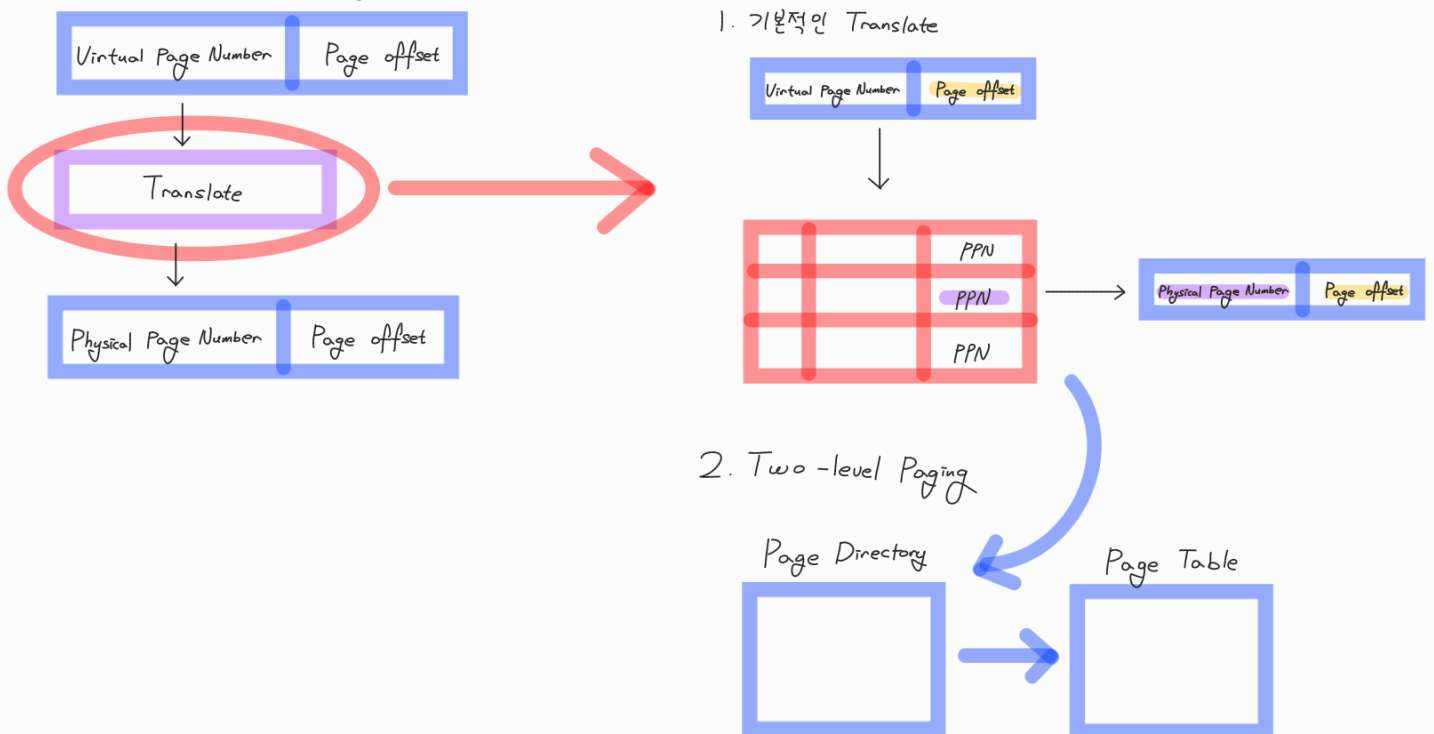 Virtual Page Number Page offset
Translate
Physical Page Number Page offset
1. 기본적인 Translate
Virtual Page Number Page offset
PPN
PPN
PPN
Physical Page Number Page offset
2. Two-level Paging
Page Directory
Page Table